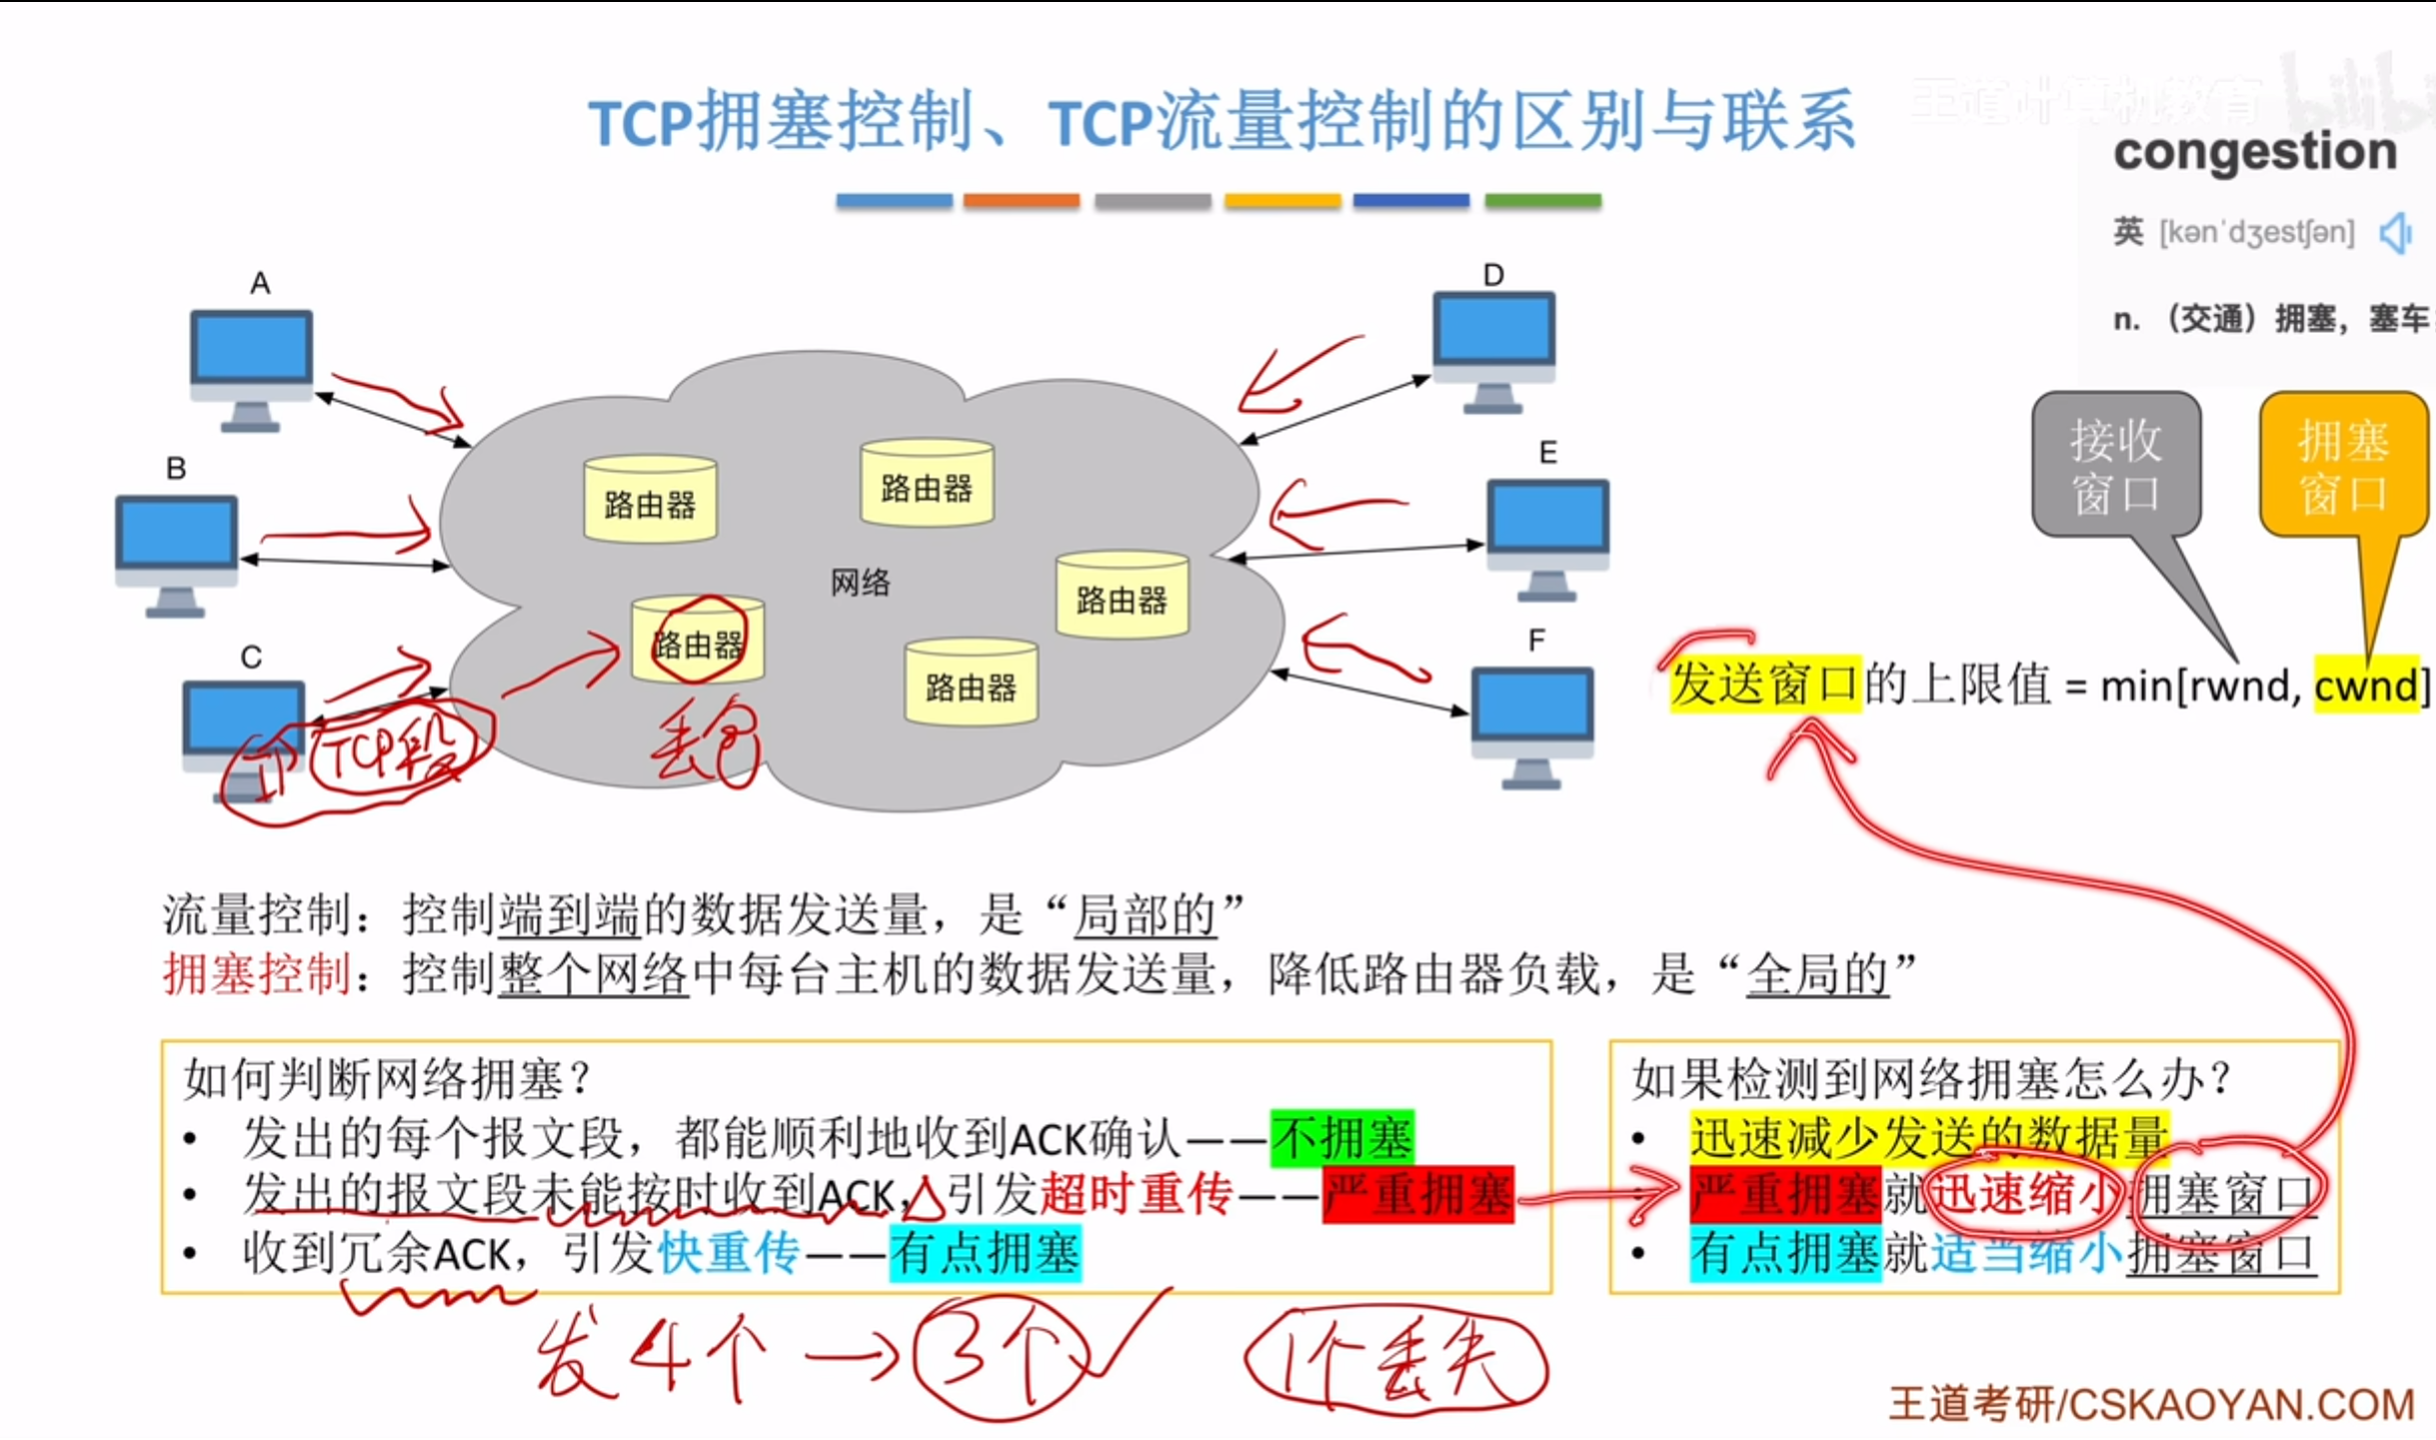 王道计算机教育
bilibili
TCP拥塞控制、TCP流量控制的区别与联系
congestion
英 [kənˈdʒestʃən]
n. （交通）拥塞，塞车
A
B
C
D
E
F
路由器
路由器
路由器
路由器
路由器
网络
IP
TCP段
丢包
接收
窗口
拥塞
窗口
发送窗口的上限值 = min[rwnd, cwnd]
流量控制：控制端到端的数据发送量，是“局部的”
拥塞控制：控制整个网络中每台主机的数据发送量，降低路由器负载，是“全局的”
如何判断网络拥塞？
• 发出的每个报文段，都能顺利地收到ACK确认——不拥塞
• 发出的报文段未能按时收到ACK，引发超时重传——严重拥塞
• 收到冗余ACK，引发快重传——有点拥塞
如果检测到网络拥塞怎么办？
• 迅速减少发送的数据量
• 严重拥塞就迅速缩小拥塞窗口
• 有点拥塞就适当缩小拥塞窗口
发4个 → 3个 ✓ 1个丢失
王道考研/CSKAOYAN.COM